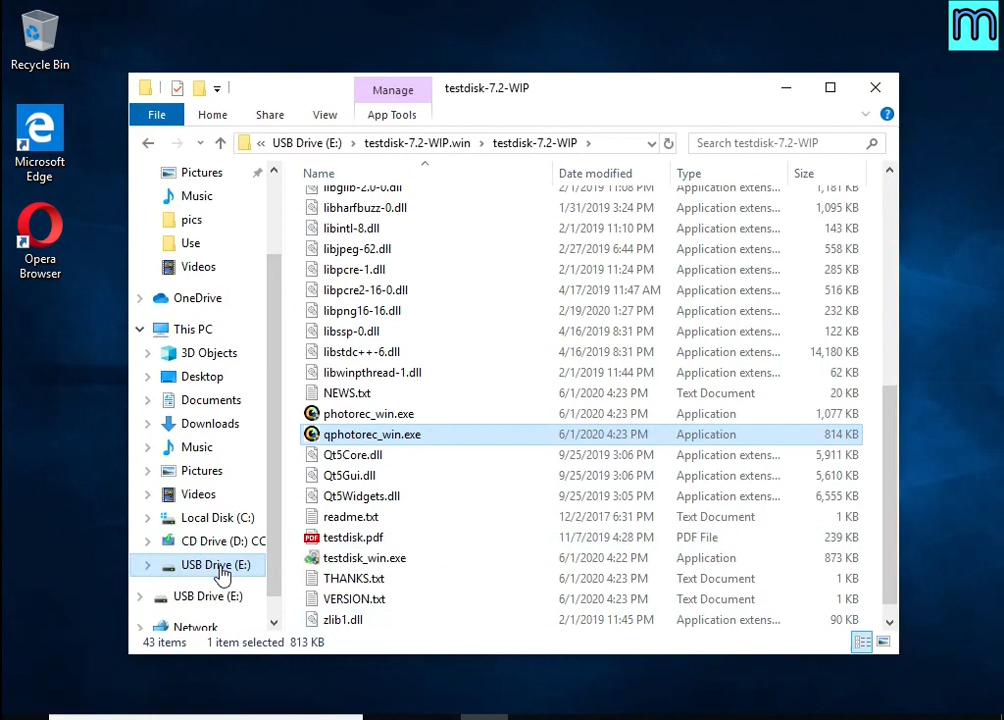 m
Recycle Bin
Microsoft Edge
Opera Browser
Manage
testdisk-7.2-WIP
File
Home
Share
View
App Tools
« USB Drive (E:) > testdisk-7.2-WIP.win > testdisk-7.2-WIP >
Search testdisk-7.2-WIP
Pictures
Music
pics
Use
Videos
OneDrive
This PC
3D Objects
Desktop
Documents
Downloads
Music
Pictures
Videos
Local Disk (C:)
CD Drive (D:) CC
USB Drive (E:)
USB Drive (E:)
Network
Name Date modified Type Size
libglib-2.0-0.dll 2/1/2019 11:08 PM Application extens... 1,181 KB
libharfbuzz-0.dll 1/31/2019 3:24 PM Application extens... 1,095 KB
libintl-8.dll 2/1/2019 11:10 PM Application extens... 143 KB
libjpeg-62.dll 2/27/2019 6:44 PM Application extens... 558 KB
libpcre-1.dll 2/1/2019 11:24 PM Application extens... 285 KB
libpcre2-16-0.dll 4/17/2019 11:47 AM Application extens... 516 KB
libpng16-16.dll 2/19/2020 1:27 PM Application extens... 232 KB
libssp-0.dll 4/16/2019 8:31 PM Application extens... 122 KB
libstdc++-6.dll 4/16/2019 8:31 PM Application extens... 14,180 KB
libwinpthread-1.dll 2/1/2019 11:44 PM Application extens... 62 KB
NEWS.txt 6/1/2020 4:23 PM Text Document 20 KB
photorec_win.exe 6/1/2020 4:23 PM Application 1,077 KB
qphotorec_win.exe 6/1/2020 4:23 PM Application 814 KB
Qt5Core.dll 9/25/2019 3:06 PM Application extens... 5,911 KB
Qt5Gui.dll 9/25/2019 3:06 PM Application extens... 5,610 KB
Qt5Widgets.dll 9/25/2019 3:05 PM Application extens... 6,555 KB
readme.txt 12/2/2017 6:31 PM Text Document 1 KB
testdisk.pdf 11/7/2019 4:28 PM PDF File 239 KB
testdisk_win.exe 6/1/2020 4:22 PM Application 873 KB
THANKS.txt 6/1/2020 4:23 PM Text Document 1 KB
VERSION.txt 6/1/2020 4:23 PM Text Document 1 KB
zlib1.dll 2/1/2019 11:45 PM Application extens... 90 KB
43 items 1 item selected 813 KB